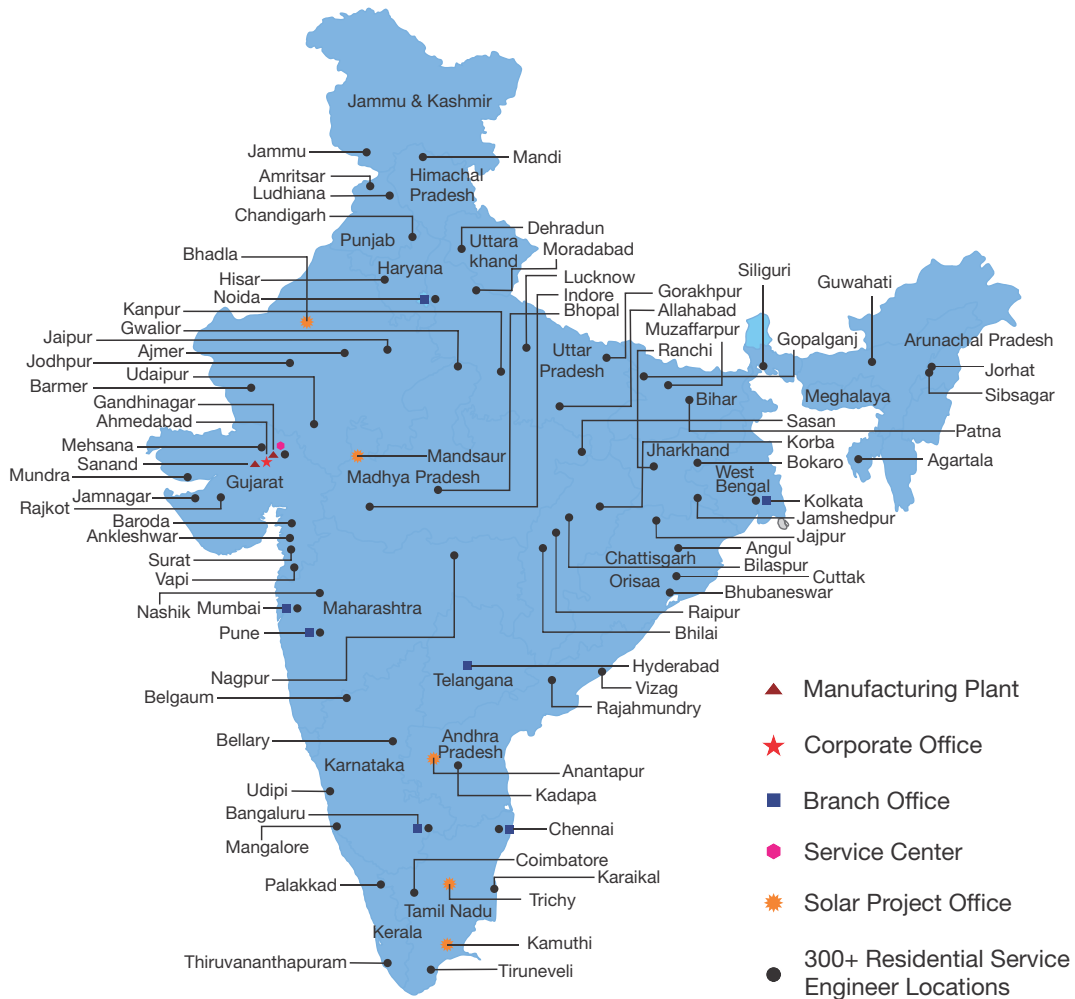 Jammu & Kashmir
Jammu
Mandi
Amritsar
Himachal
Pradesh
Ludhiana
Chandigarh
Dehradun
Punjab
Uttara
khand
Moradabad
Bhadla
Haryana
Lucknow
Siliguri
Hisar
Indore
Gorakhpur
Guwahati
Noida
Bhopal
Allahabad
Kanpur
Muzaffarpur
Gwalior
Gopalganj
Jaipur
Ranchi
Arunachal Pradesh
Ajmer
Uttar
Pradesh
Jodhpur
Jorhat
Udaipur
Barmer
Bihar
Meghalaya
Sibsagar
Gandhinagar
Ahmedabad
Sasan
Patna
Mehsana
Korba
Sanand
Mandsaur
Jharkhand
Bokaro
Agartala
Mundra
Gujarat
Madhya Pradesh
West
Bengal
Jamnagar
Kolkata
Rajkot
Jamshedpur
Baroda
Jajpur
Ankleshwar
Angul
Surat
Chattisgarh
Bilaspur
Vapi
Orisaa
Cuttak
Bhubaneswar
Nashik
Mumbai
Maharashtra
Raipur
Pune
Bhilai
Nagpur
Telangana
Hyderabad
Vizag
Belgaum
Rajahmundry
Bellary
Andhra
Pradesh
Karnataka
Anantapur
Udipi
Kadapa
Bangaluru
Chennai
Mangalore
Coimbatore
Karaikal
Palakkad
Trichy
Tamil Nadu
Kerala
Kamuthi
Thiruvananthapuram
Tiruneveli
Manufacturing Plant
Corporate Office
Branch Office
Service Center
Solar Project Office
300+ Residential Service
Engineer Locations